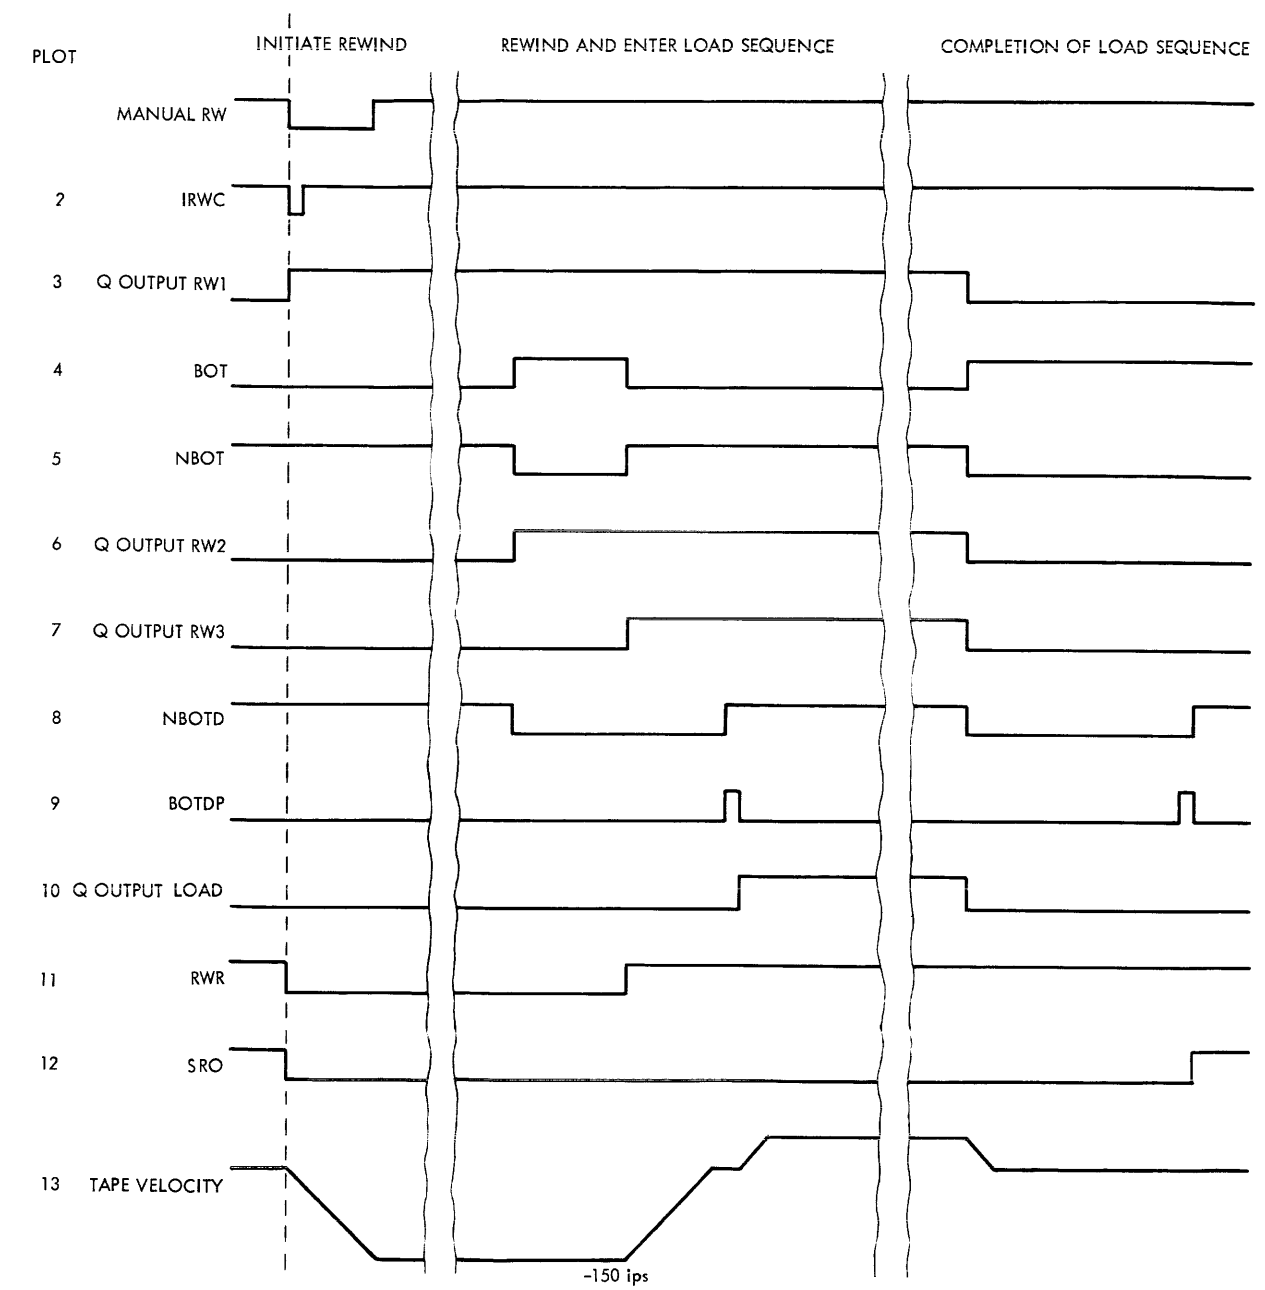 INITIATE REWIND REWIND AND ENTER LOAD SEQUENCE COMPLETION OF LOAD SEQUENCE
PLOT
MANUAL RW
2 IRWC
3 Q OUTPUT RW1
4 BOT
5 NBOT
6 Q OUTPUT RW2
7 Q OUTPUT RW3
8 NBOTD
9 BOTDP
10 Q OUTPUT LOAD
11 RWR
12 SRO
13 TAPE VELOCITY
-150 ips